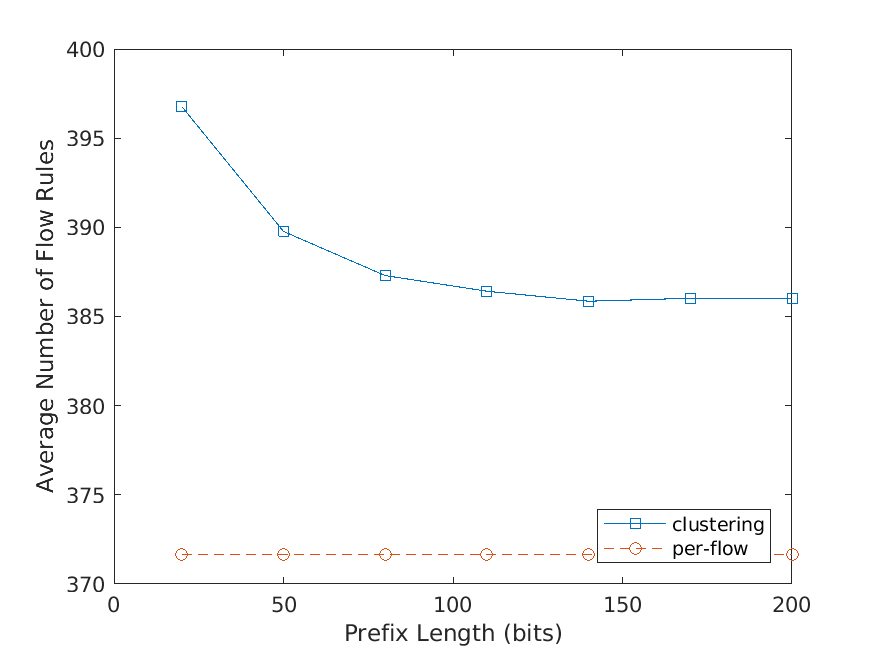 400
395
390
385
380
375
370
Average Number of Flow Rules
clustering
per-flow
0 50 100 150 200
Prefix Length (bits)